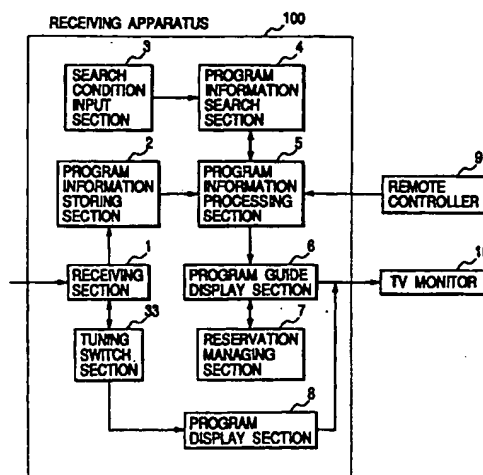 RECEIVING APPARATUS
100
3
4
SEARCH
CONDITION
INPUT
SECTION
PROGRAM
INFORMATION
SEARCH
SECTION
2
5
PROGRAM
INFORMATION
STORING
SECTION
PROGRAM
INFORMATION
PROCESSING
SECTION
9
REMOTE
CONTROLLER
1
6
RECEIVING
SECTION
PROGRAM GUIDE
DISPLAY SECTION
TV MONITOR
33
7
TUNING
SWITCH
SECTION
RESERVATION
MANAGING
SECTION
8
PROGRAM
DISPLAY SECTION